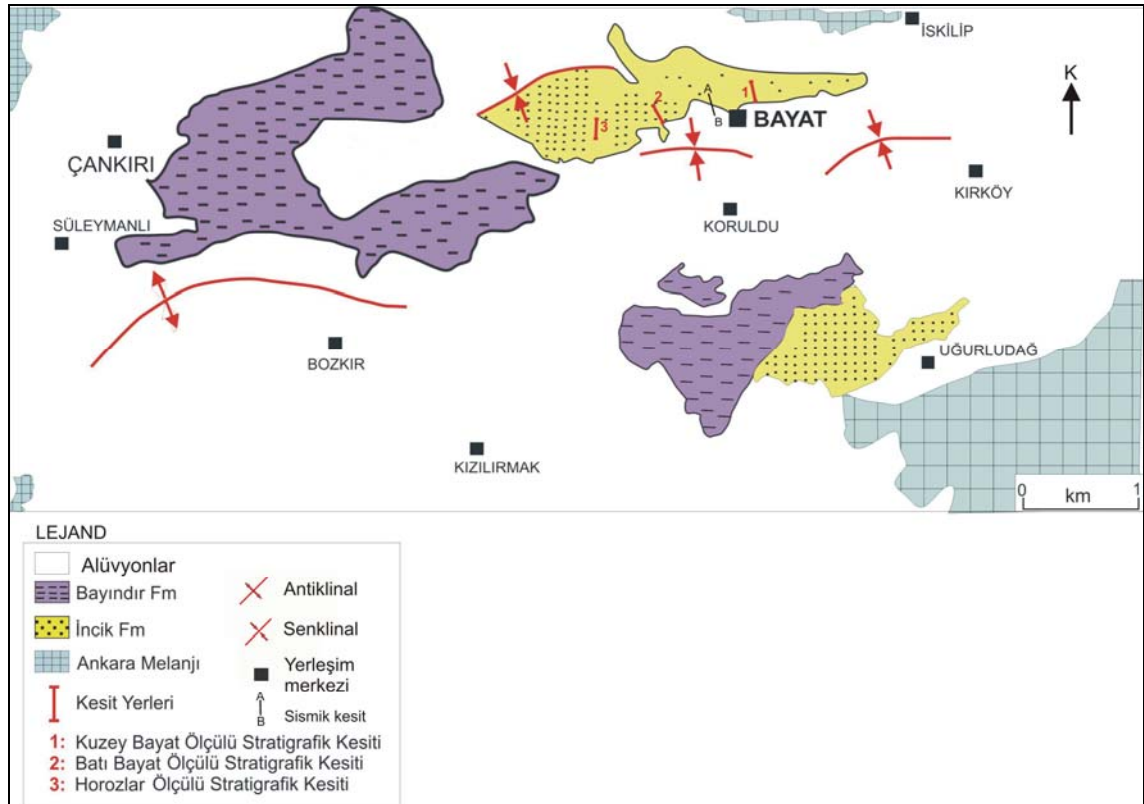 İSKİLİP
K
A
1
2
B
BAYAT
3
ÇANKIRI
KIRKÖY
SÜLEYMANLI
KORULDU
BOZKIR
UĞURLUDAĞ
KIZILIRMAK
0 km 1
LEJAND
Alüvyonlar
Bayındır Fm
İncik Fm
Ankara Melanjı
Kesit Yerleri
Antiklinal
Senklinal
Yerleşim
merkezi
A
B
Sismik kesit
1: Kuzey Bayat Ölçülü Stratigrafik Kesiti
2: Batı Bayat Ölçülü Stratigrafik Kesiti
3: Horozlar Ölçülü Stratigrafik Kesiti